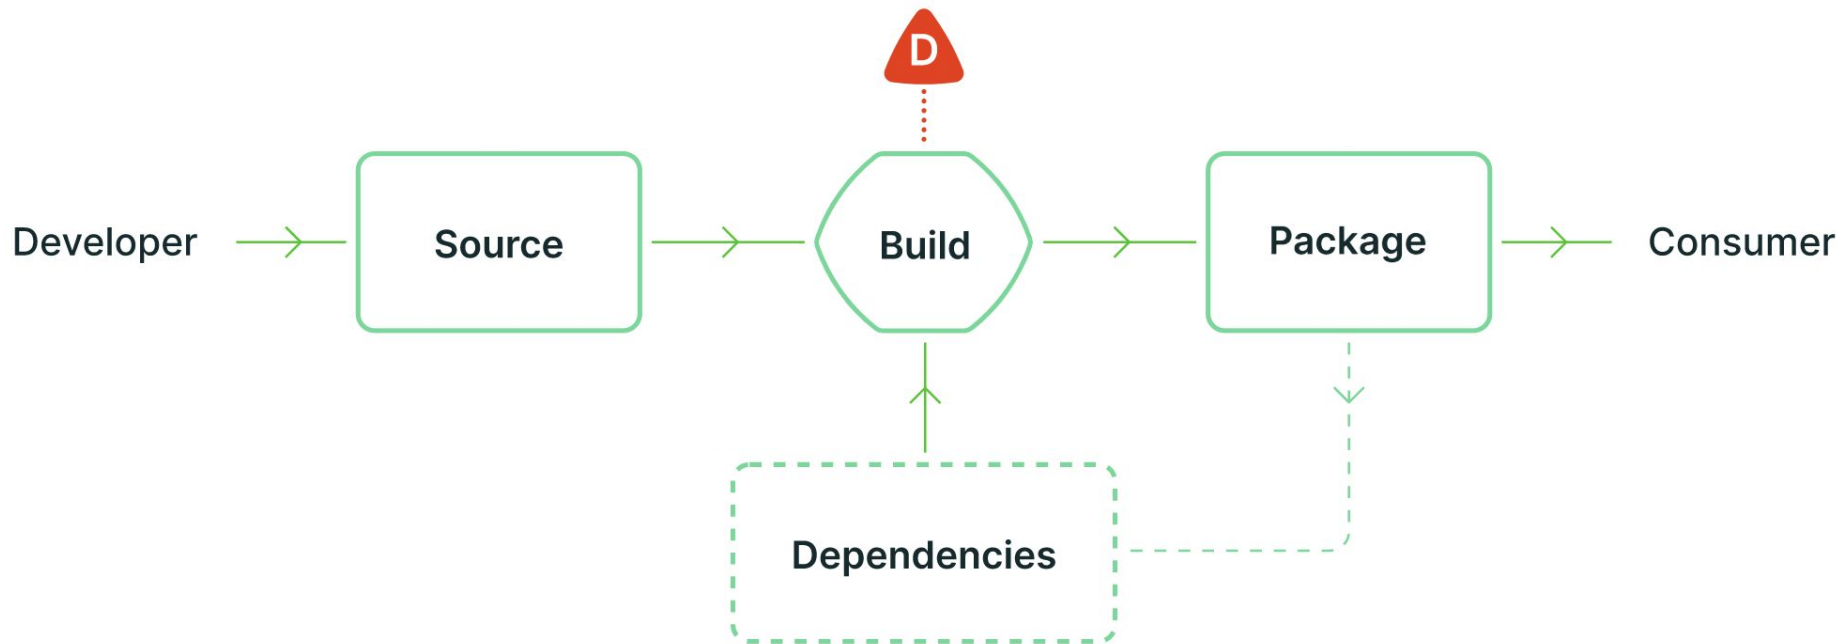 D
Developer
Source
Build
Package
Consumer
Dependencies